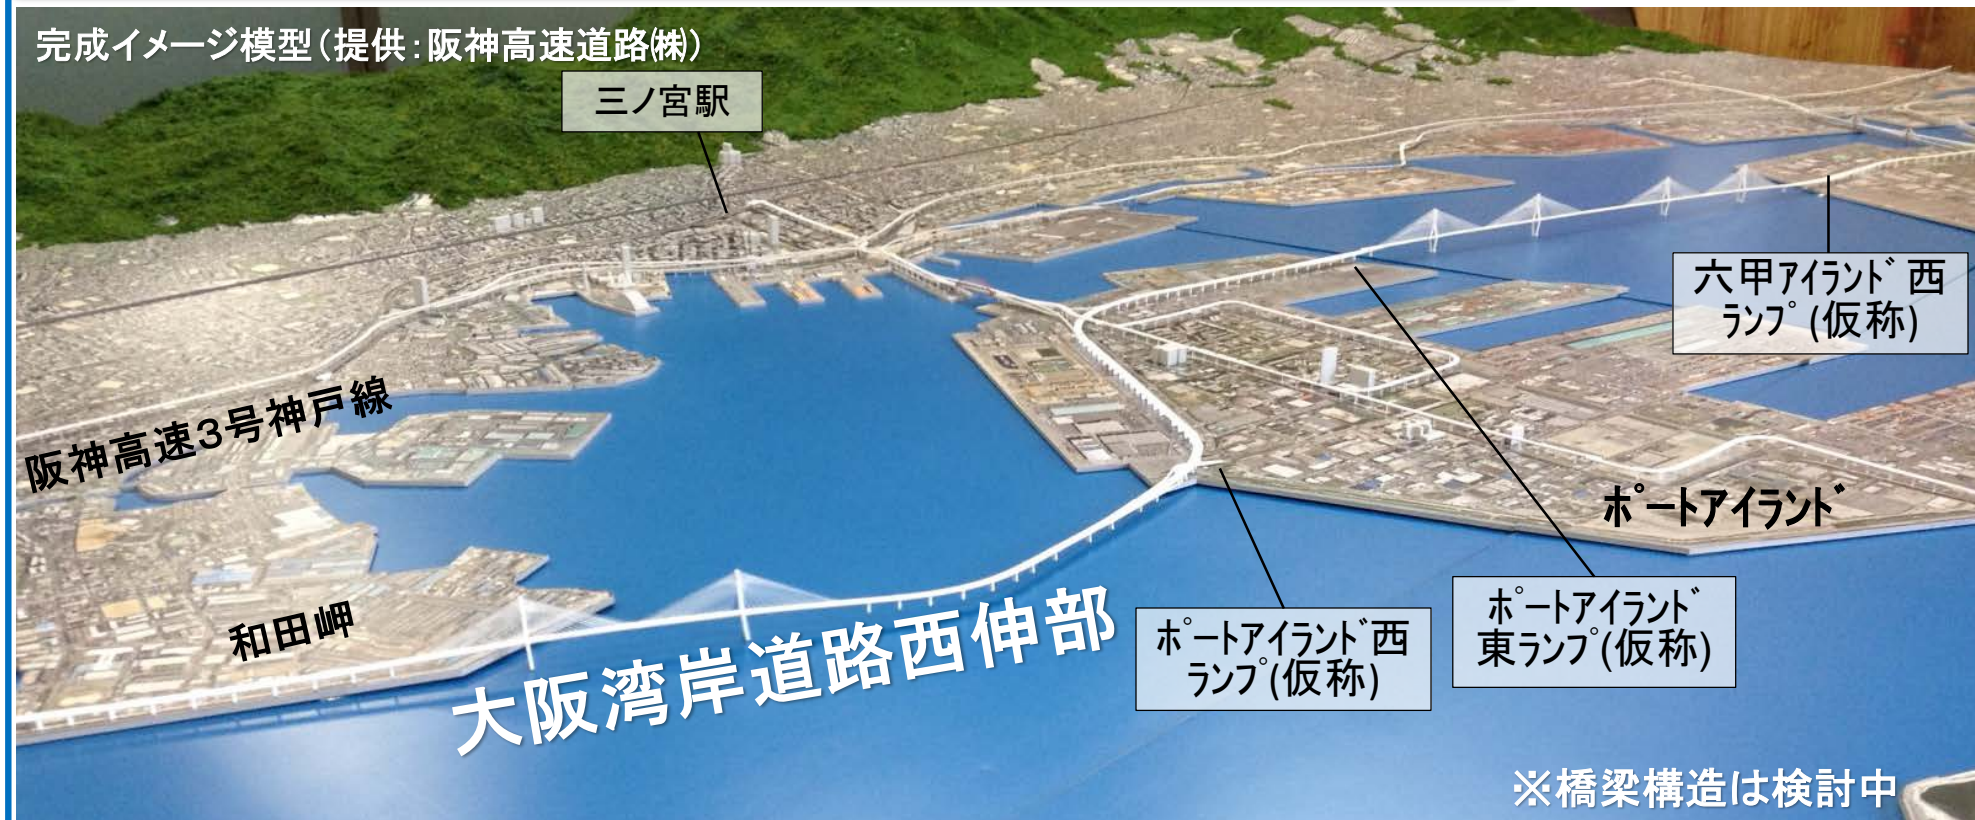 完成イメージ模型(提供:阪神高速道路㈱)
三ノ宮駅
六甲ｱｲﾗﾝﾄﾞ西
ﾗﾝﾌﾟ(仮称)
阪神高速3号神戸線
ﾎﾟｰﾄｱｲﾗﾝﾄﾞ
和田岬
大阪湾岸道路西伸部
ﾎﾟｰﾄｱｲﾗﾝﾄﾞ西
ﾗﾝﾌﾟ(仮称)
ﾎﾟｰﾄｱｲﾗﾝﾄﾞ
東ﾗﾝﾌﾟ(仮称)
※橋梁構造は検討中